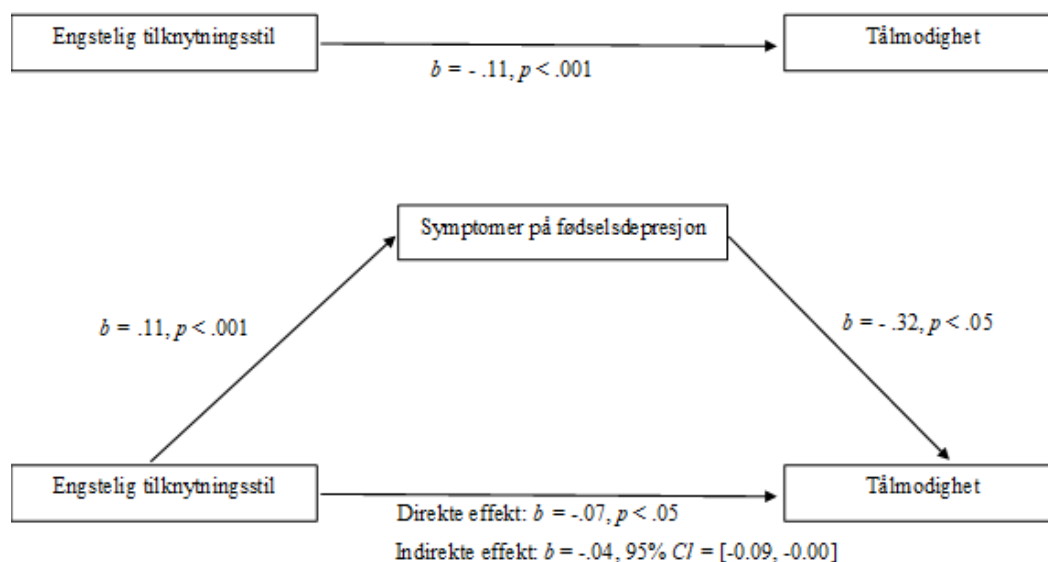 Engstelig tilknytningsstil
Tålmodighet
b = - .11, p < .001
Symptomer på fødselsdepresjon
b = .11, p < .001
b = - .32, p < .05
Engstelig tilknytningsstil
Tålmodighet
Direkte effekt: b = -.07, p < .05
Indirekte effekt: b = -.04, 95% CI = [-0.09, -0.00]